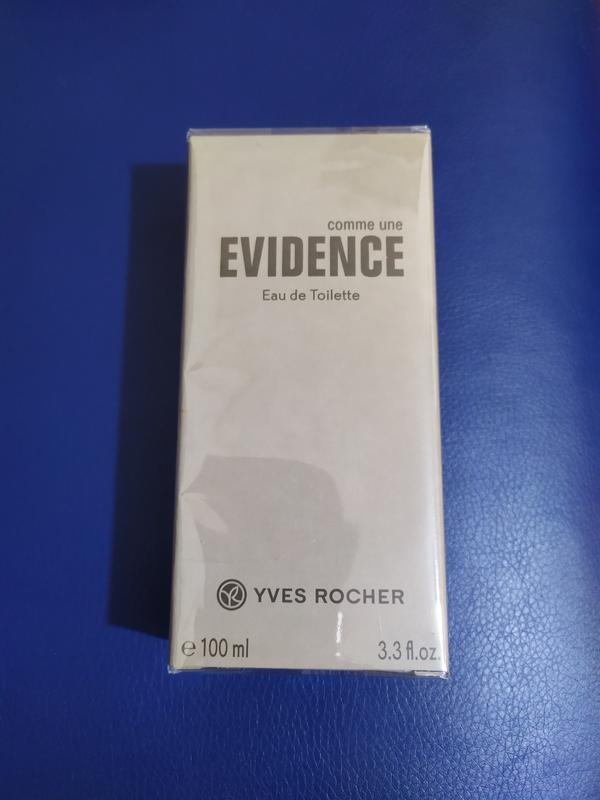 comme une
EVIDENCE
Eau de Toilette
YVES ROCHER
℮ 100 ml 3.3 fl.oz.